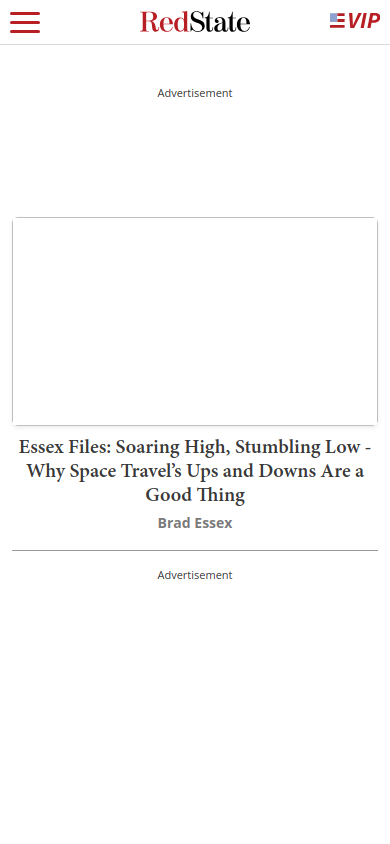 RedState
VIP
Advertisement
Essex Files: Soaring High, Stumbling Low -
Why Space Travel’s Ups and Downs Are a
Good Thing
Brad Essex
Advertisement